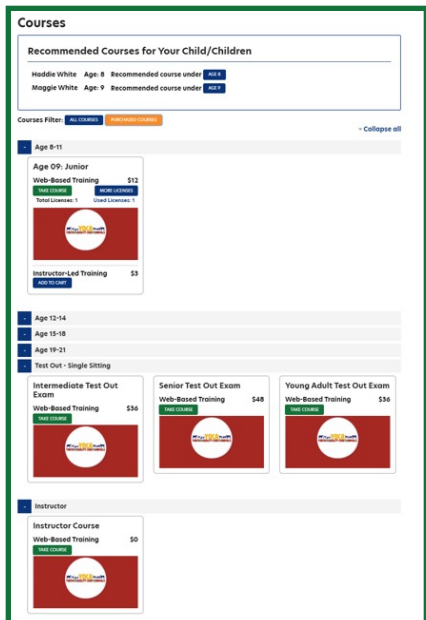 Courses
Recommended Courses for Your Child/Children
Haddie White Age: 8 Recommended course under AGE 8
Maggie White Age: 9 Recommended course under AGE 9
Courses Filter: ALL COURSES PURCHASED COURSES
- Collapse all
- Age 8-11
Age 09: Junior
Web-Based Training $12
TAKE COURSE MORE LICENSES
Total Licenses: 1 Used Licenses: 1
YQCA
Instructor-Led Training $3
ADD TO CART
- Age 12-14
- Age 15-18
- Age 19-21
- Test Out - Single Sitting
Intermediate Test Out Exam
Web-Based Training $36
TAKE COURSE
YQCA
Senior Test Out Exam
Web-Based Training $48
TAKE COURSE
YQCA
Young Adult Test Out Exam
Web-Based Training $36
TAKE COURSE
YQCA
- Instructor
Instructor Course
Web-Based Training $0
TAKE COURSE
YQCA